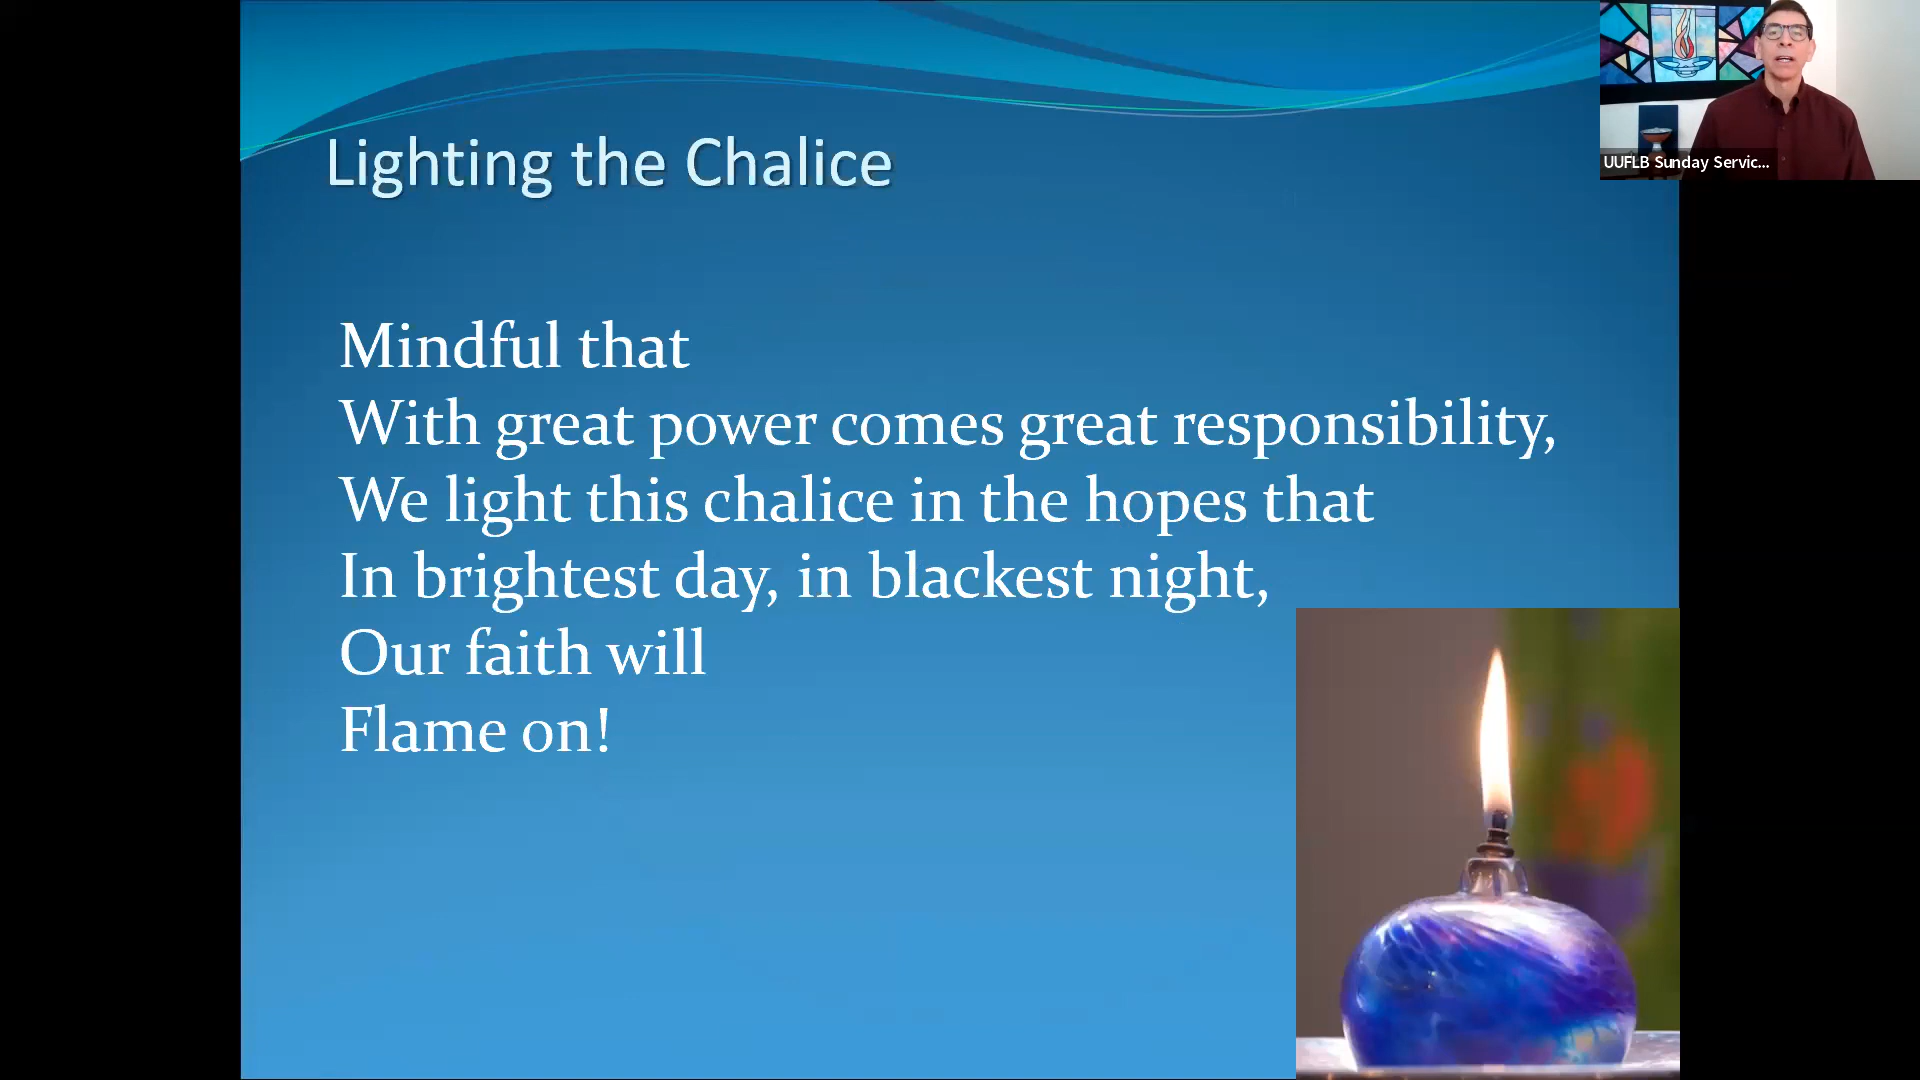 UUFLB Sunday Servic...
Lighting the Chalice
Mindful that
With great power comes great responsibility,
We light this chalice in the hopes that
In brightest day, in blackest night,
Our faith will
Flame on!